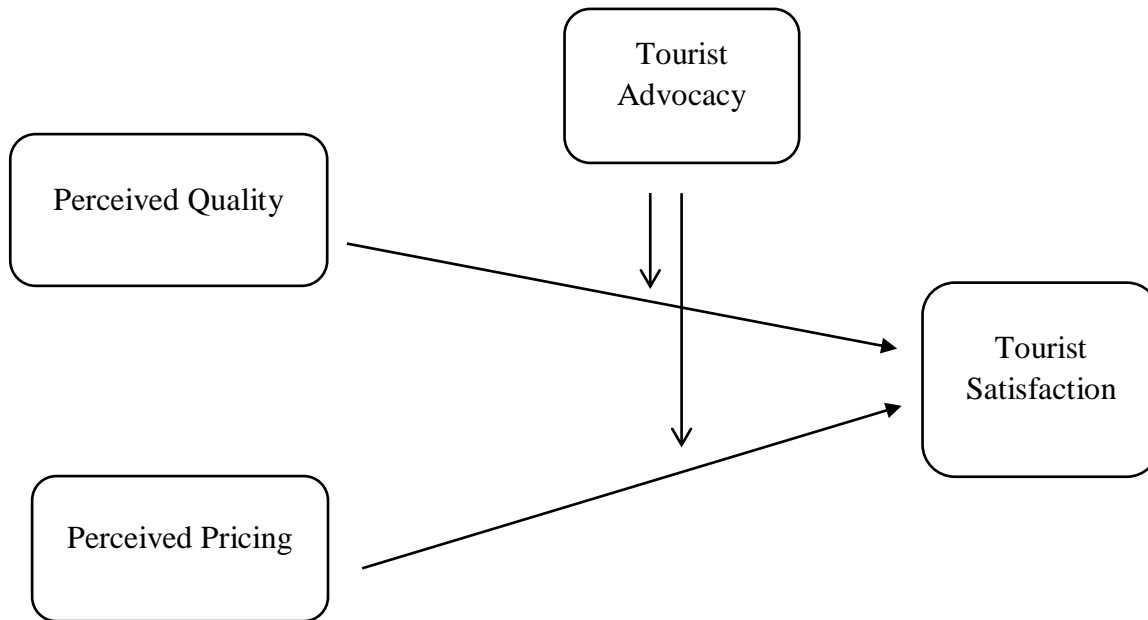 Tourist
Advocacy
Perceived Quality
Tourist
Satisfaction
Perceived Pricing